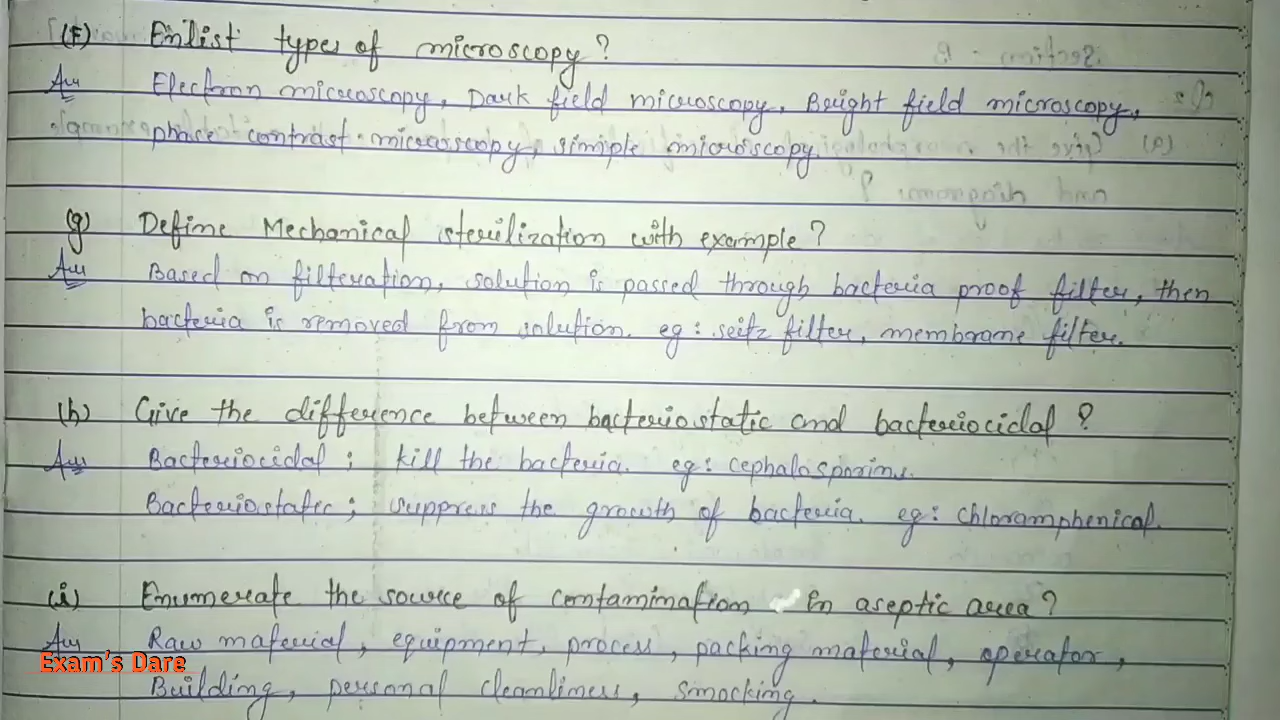 (f) Enlist types of microscopy?
Ans Electron microscopy, Dark field microscopy, Bright field microscopy,
phase contrast microscopy, simple microscopy.
(g) Define Mechanical sterilization with example?
Ans Based on filteration, solution is passed through bacteria proof filter, then
bacteria is removed from solution. eg: seitz filter, membrane filter.
(h) Give the difference between bacteriostatic and bacteriocidal?
Ans Bacteriocidal; kill the bacteria. eg: cephalosporins.
Bacteriostatic; suppress the growth of bacteria. eg: chloramphenical.
(i) Enumerate the source of contamination in aseptic area?
Ans Raw material, equipment, process, packing material, operator,
Exam's Dare
Building, personal cleanliness, smocking.